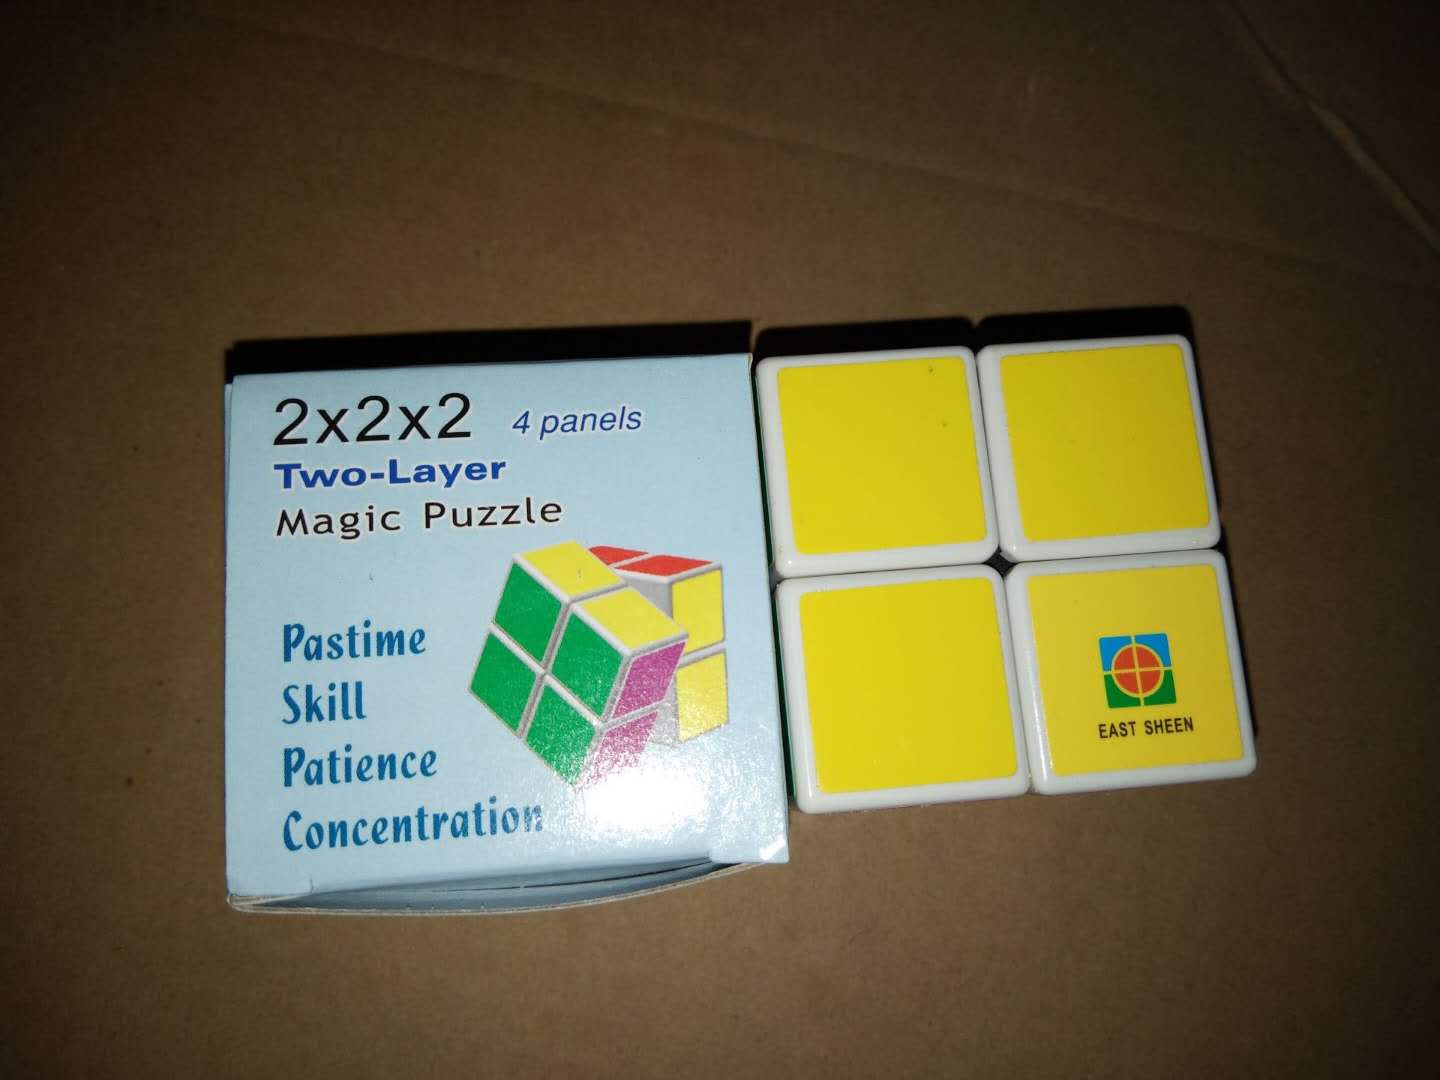 2x2x2 4 panels
Two-Layer
Magic Puzzle
Pastime
Skill
Patience
Concentration
EAST SHEEN